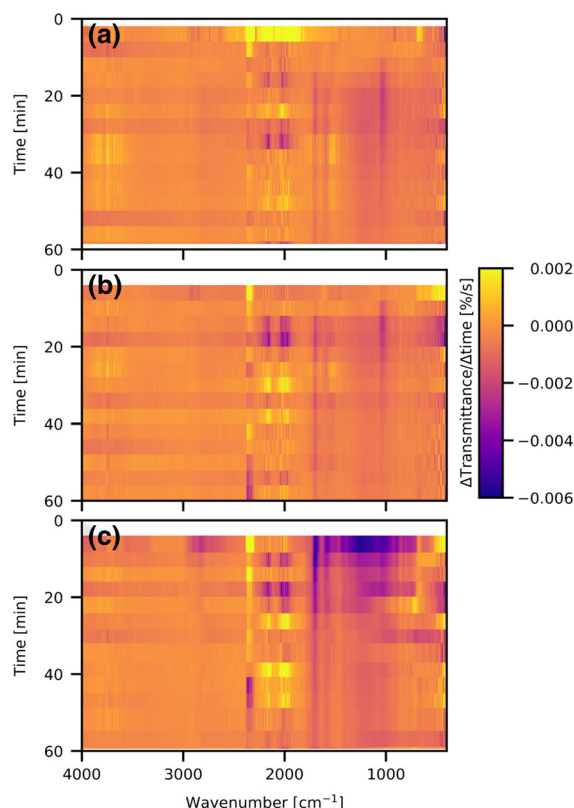 (a)
0
20
40
60
Time [min]
(b)
0
20
40
60
Time [min]
0.002
0.000
−0.002
−0.004
−0.006
ΔTransmittance/Δtime [%/s]
(c)
0
20
40
60
Time [min]
4000 3000 2000 1000
Wavenumber [cm⁻¹]